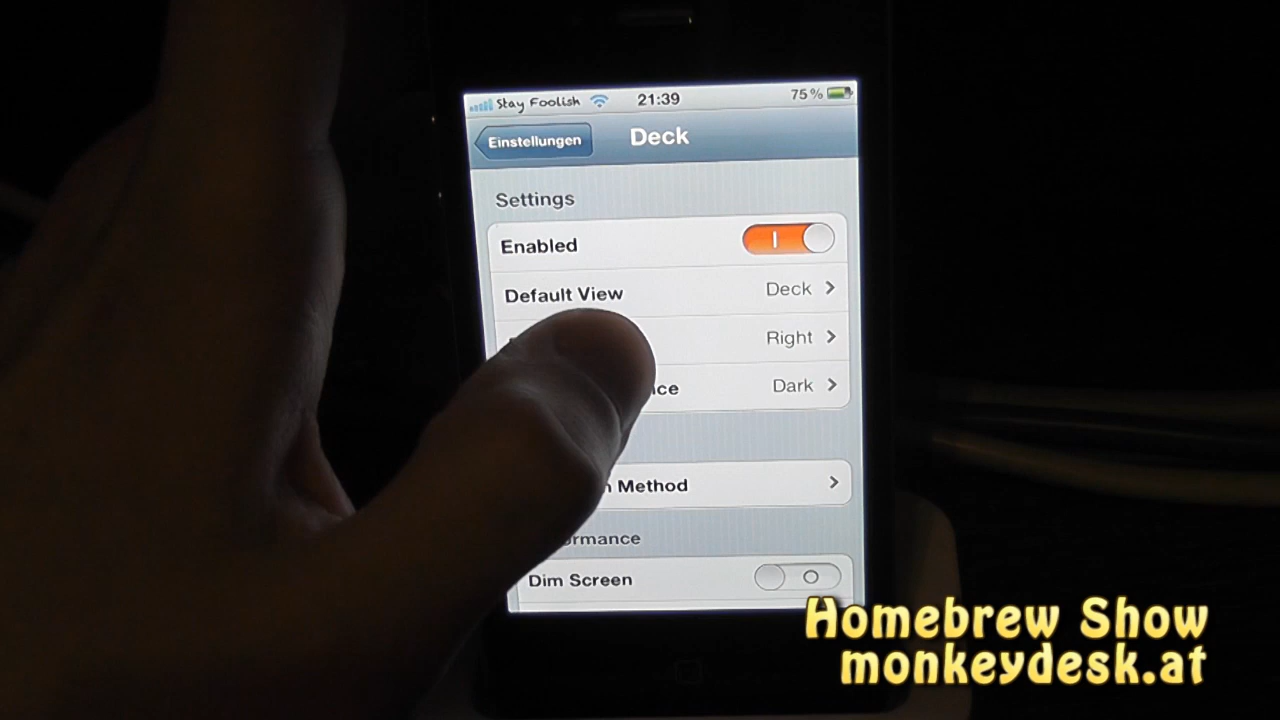 Stay Foolish 21:39 75%
Einstellungen Deck
Settings
Enabled
Default View Deck
Right
Dark
Method
Dim Screen
Homebrew Show
monkeydesk.at